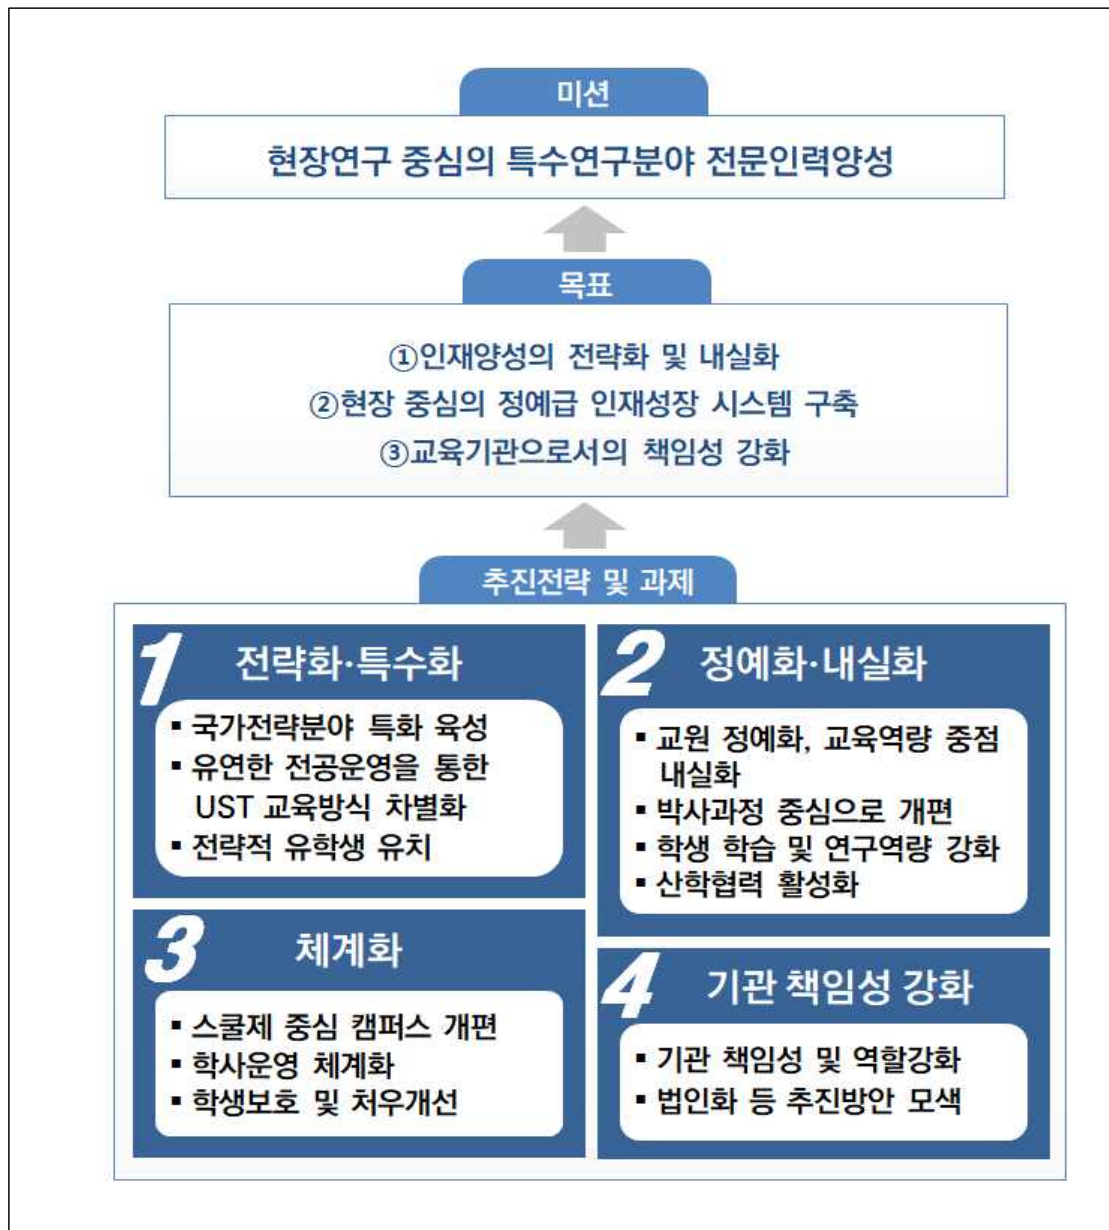 미션
현장연구 중심의 특수연구분야 전문인력양성
목표
①인재양성의 전략화 및 내실화
②현장 중심의 정예급 인재성장 시스템 구축
③교육기관으로서의 책임성 강화
추진전략 및 과제
1 전략화·특수화
▪ 국가전략분야 특화 육성
▪ 유연한 전공운영을 통한
UST 교육방식 차별화
▪ 전략적 유학생 유치
2 정예화·내실화
▪ 교원 정예화, 교육역량 중점
내실화
▪ 박사과정 중심으로 개편
▪ 학생 학습 및 연구역량 강화
▪ 산학협력 활성화
3 체계화
▪ 스쿨제 중심 캠퍼스 개편
▪ 학사운영 체계화
▪ 학생보호 및 처우개선
4 기관 책임성 강화
▪ 기관 책임성 및 역할강화
▪ 법인화 등 추진방안 모색